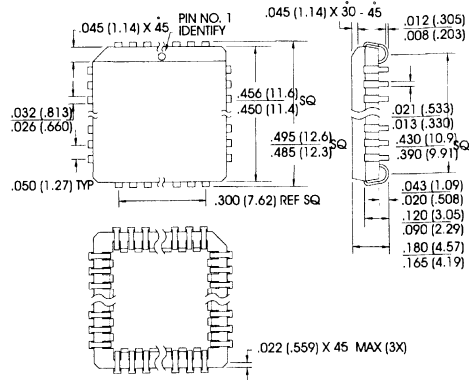 .045 (1.14) X 45°
PIN NO. 1
IDENTIFY
.045 (1.14) X 30° - 45°
.012 (.305)
.008 (.203)
.032 (.813)
.026 (.660)
.456 (11.6)
.450 (11.4) SQ
.495 (12.6)
.485 (12.3) SQ
.021 (.533)
.013 (.330)
.430 (10.9)
.390 (9.91) SQ
.050 (1.27) TYP
.300 (7.62) REF SQ
.043 (1.09)
.020 (.508)
.120 (3.05)
.090 (2.29)
.180 (4.57)
.165 (4.19)
.022 (.559) X 45 MAX (3X)